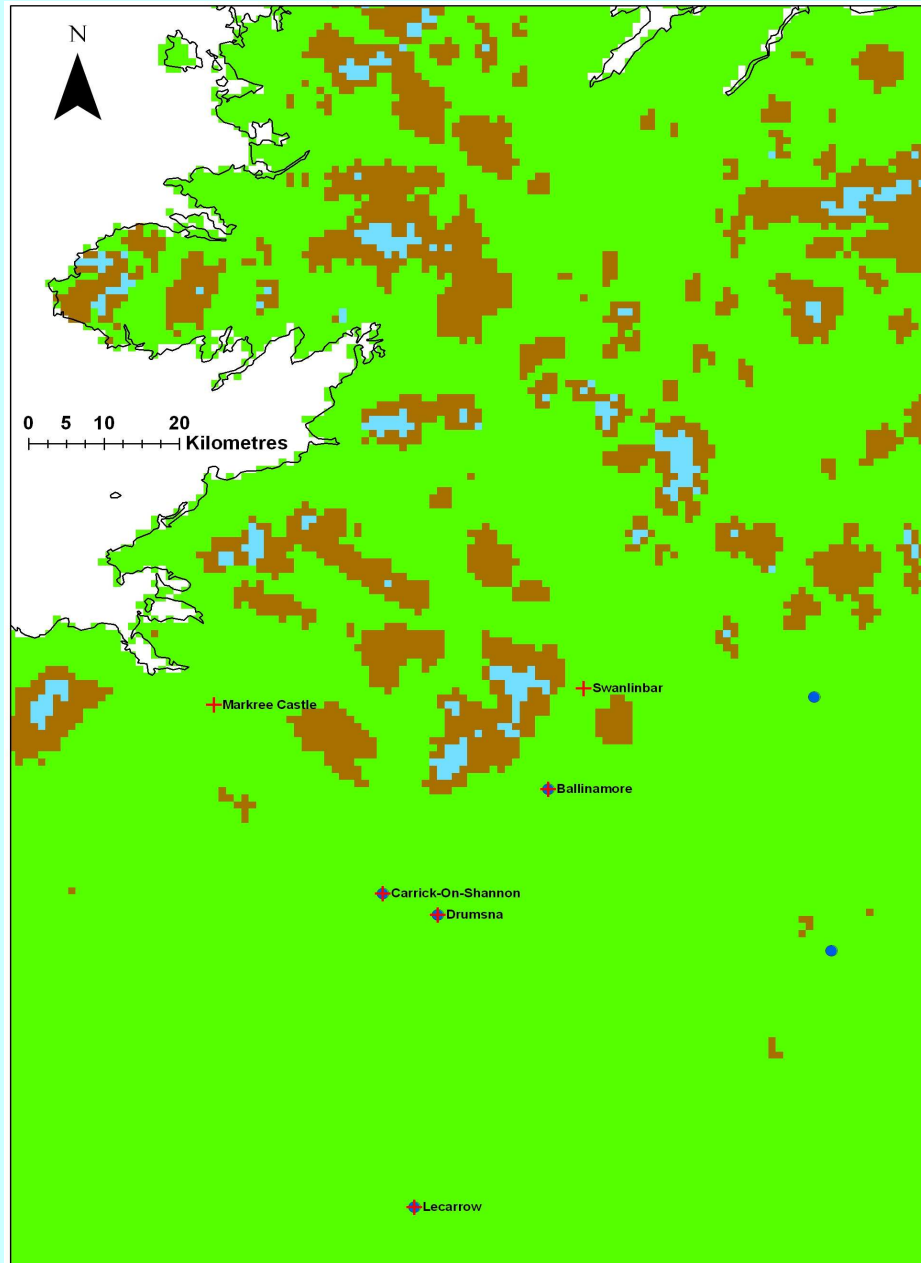 N
0 5 10 20
Kilometres
Swanlinbar
Markree Castle
Ballinamore
Carrick-On-Shannon
Drumsna
Lecarrow